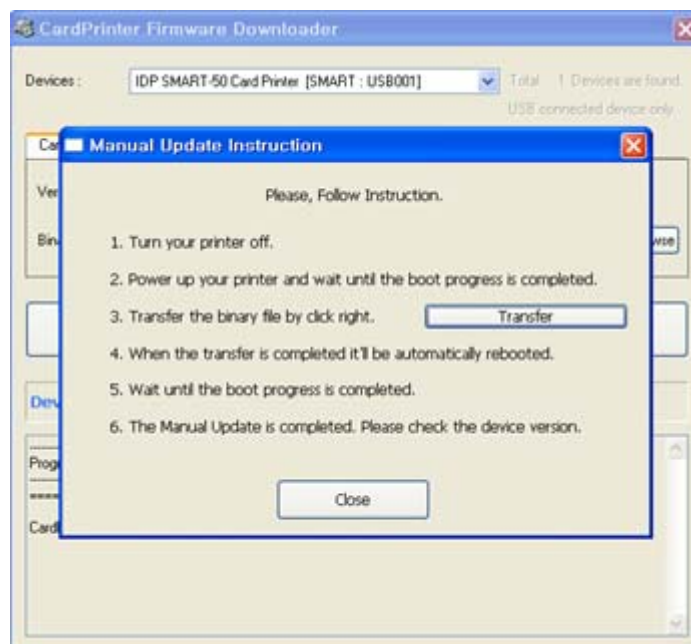 CardPrinter Firmware Downloader
Devices : IDP SMART-50 Card Printer [SMART : USB001] Total 1 Devices are found.
USB connected device only
Manual Update Instruction
Please, Follow Instruction.
1. Turn your printer off.
2. Power up your printer and wait until the boot progress is completed.
3. Transfer the binary file by click right. Transfer
4. When the transfer is completed it'll be automatically rebooted.
5. Wait until the boot progress is completed.
6. The Manual Update is completed. Please check the device version.
Close